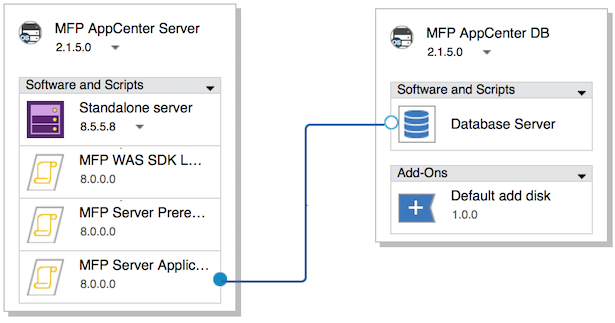 MFP AppCenter Server
2.1.5.0
Software and Scripts
Standalone server
8.5.5.8
MFP WAS SDK L...
8.0.0.0
MFP Server Prere...
8.0.0.0
MFP Server Applic...
8.0.0.0
MFP AppCenter DB
2.1.5.0
Software and Scripts
Database Server
Add-Ons
Default add disk
1.0.0